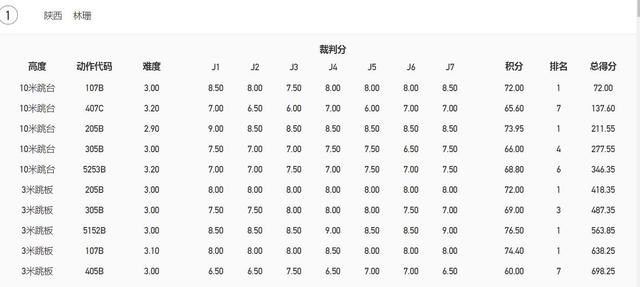 1 陕西 林珊
裁判分
高度 动作代码 难度 J1 J2 J3 J4 J5 J6 J7 积分 排名 总得分
10米跳台 107B 3.00 8.50 8.00 7.50 8.00 8.00 8.00 8.50 72.00 1 72.00
10米跳台 407C 3.20 7.00 6.50 6.00 7.00 6.00 7.00 7.00 65.60 7 137.60
10米跳台 205B 2.90 9.00 8.50 8.50 8.50 8.50 8.50 8.50 73.95 1 211.55
10米跳台 305B 3.00 7.50 7.00 7.00 7.50 7.50 6.50 7.50 66.00 4 277.55
10米跳台 5253B 3.20 7.00 7.00 7.00 7.50 7.50 7.00 7.50 68.80 6 346.35
3米跳板 205B 3.00 8.00 8.00 8.00 8.00 8.00 8.00 8.00 72.00 1 418.35
3米跳板 305B 3.00 7.50 7.50 8.00 8.00 8.00 7.50 7.00 69.00 3 487.35
3米跳板 5152B 3.00 8.50 8.50 8.00 9.00 8.50 8.50 9.00 76.50 1 563.85
3米跳板 107B 3.10 8.00 8.00 8.00 8.50 8.00 8.00 8.00 74.40 1 638.25
3米跳板 405B 3.00 6.50 6.50 7.50 6.50 7.00 7.00 6.50 60.00 7 698.25